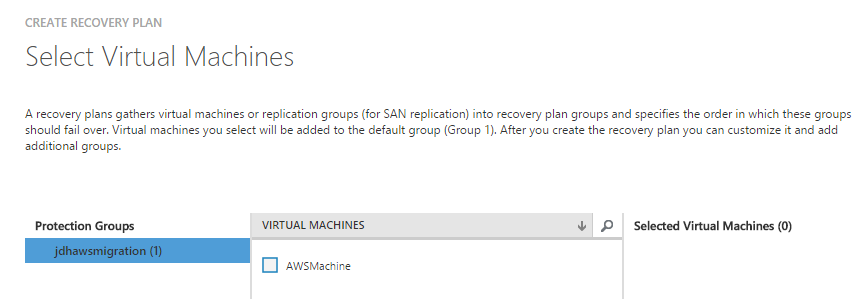 CREATE RECOVERY PLAN
Select Virtual Machines
A recovery plans gathers virtual machines or replication groups (for SAN replication) into recovery plan groups and specifies the order in which these groups
should fail over. Virtual machines you select will be added to the default group (Group 1). After you create the recovery plan you can customize it and add
additional groups.
Protection Groups
VIRTUAL MACHINES
Selected Virtual Machines (0)
jdhawsmigration (1)
AWSMachine